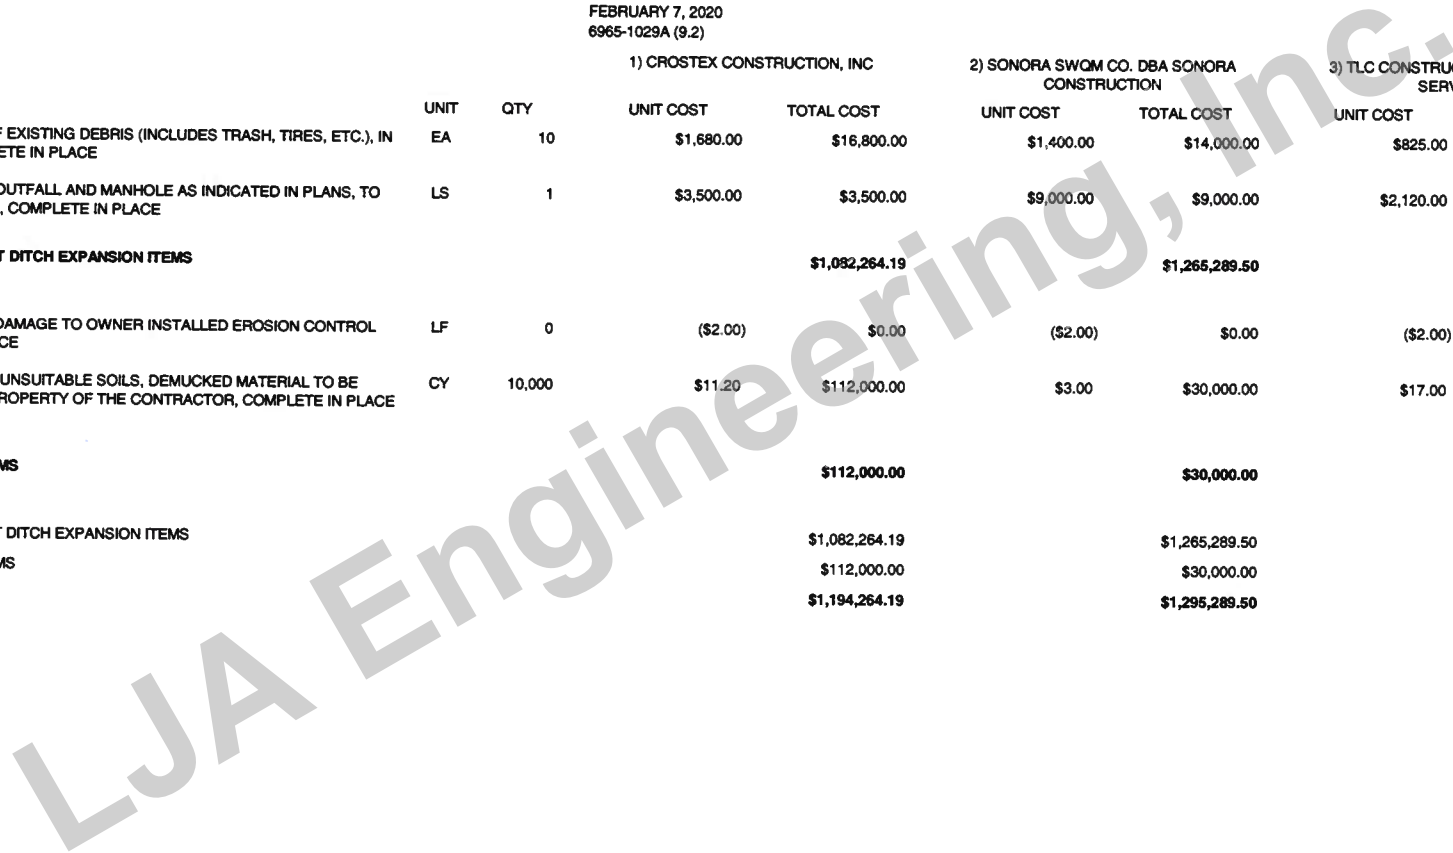 FEBRUARY 7, 2020
6965-1029A (9.2)
1) CROSTEX CONSTRUCTION, INC
2) SONORA SWQM CO. DBA SONORA CONSTRUCTION
3) TLC CONSTRU
SERV
UNIT QTY UNIT COST TOTAL COST UNIT COST TOTAL COST UNIT COST
F EXISTING DEBRIS (INCLUDES TRASH, TIRES, ETC.), IN EA 10 $1,680.00 $16,800.00 $1,400.00 $14,000.00 $825.00
ETE IN PLACE
OUTFALL AND MANHOLE AS INDICATED IN PLANS, TO LS 1 $3,500.00 $3,500.00 $9,000.00 $9,000.00 $2,120.00
, COMPLETE IN PLACE
T DITCH EXPANSION ITEMS $1,082,264.19 $1,265,289.50
DAMAGE TO OWNER INSTALLED EROSION CONTROL LF 0 ($2.00) $0.00 ($2.00) $0.00 ($2.00)
CE
UNSUITABLE SOILS, DEMUCKED MATERIAL TO BE CY 10,000 $11.20 $112,000.00 $3.00 $30,000.00 $17.00
ROPERTY OF THE CONTRACTOR, COMPLETE IN PLACE
MS $112,000.00 $30,000.00
T DITCH EXPANSION ITEMS $1,082,264.19 $1,265,289.50
MS $112,000.00 $30,000.00
$1,194,264.19 $1,295,289.50
LJA Engineering, Inc.